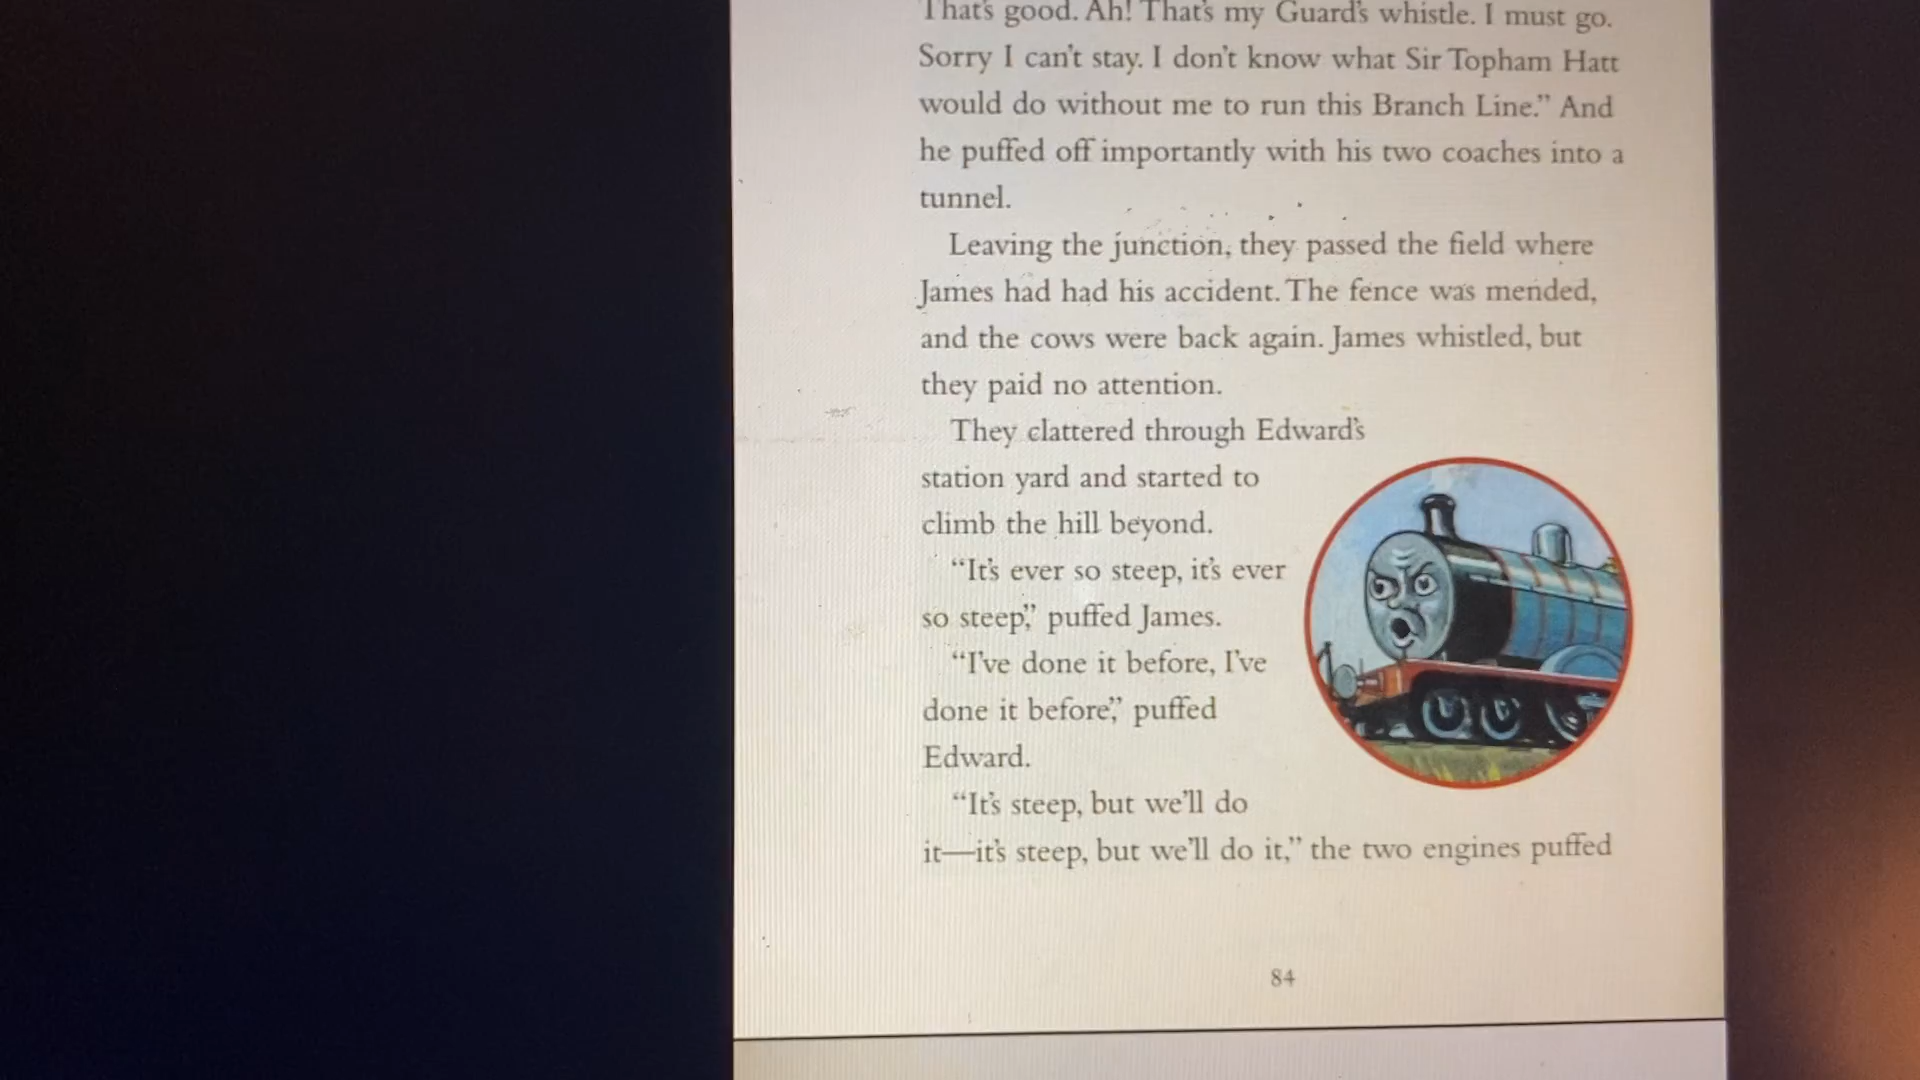 That's good. Ah! That's my Guard's whistle. I must go.
Sorry I can't stay. I don't know what Sir Topham Hatt
would do without me to run this Branch Line.” And
he puffed off importantly with his two coaches into a
tunnel.
Leaving the junction, they passed the field where
James had had his accident. The fence was mended,
and the cows were back again. James whistled, but
they paid no attention.
They clattered through Edward's
station yard and started to
climb the hill beyond.
“It's ever so steep, it's ever
so steep,” puffed James.
“I've done it before, I've
done it before,” puffed
Edward.
“It's steep, but we'll do
it—it's steep, but we'll do it,” the two engines puffed
84